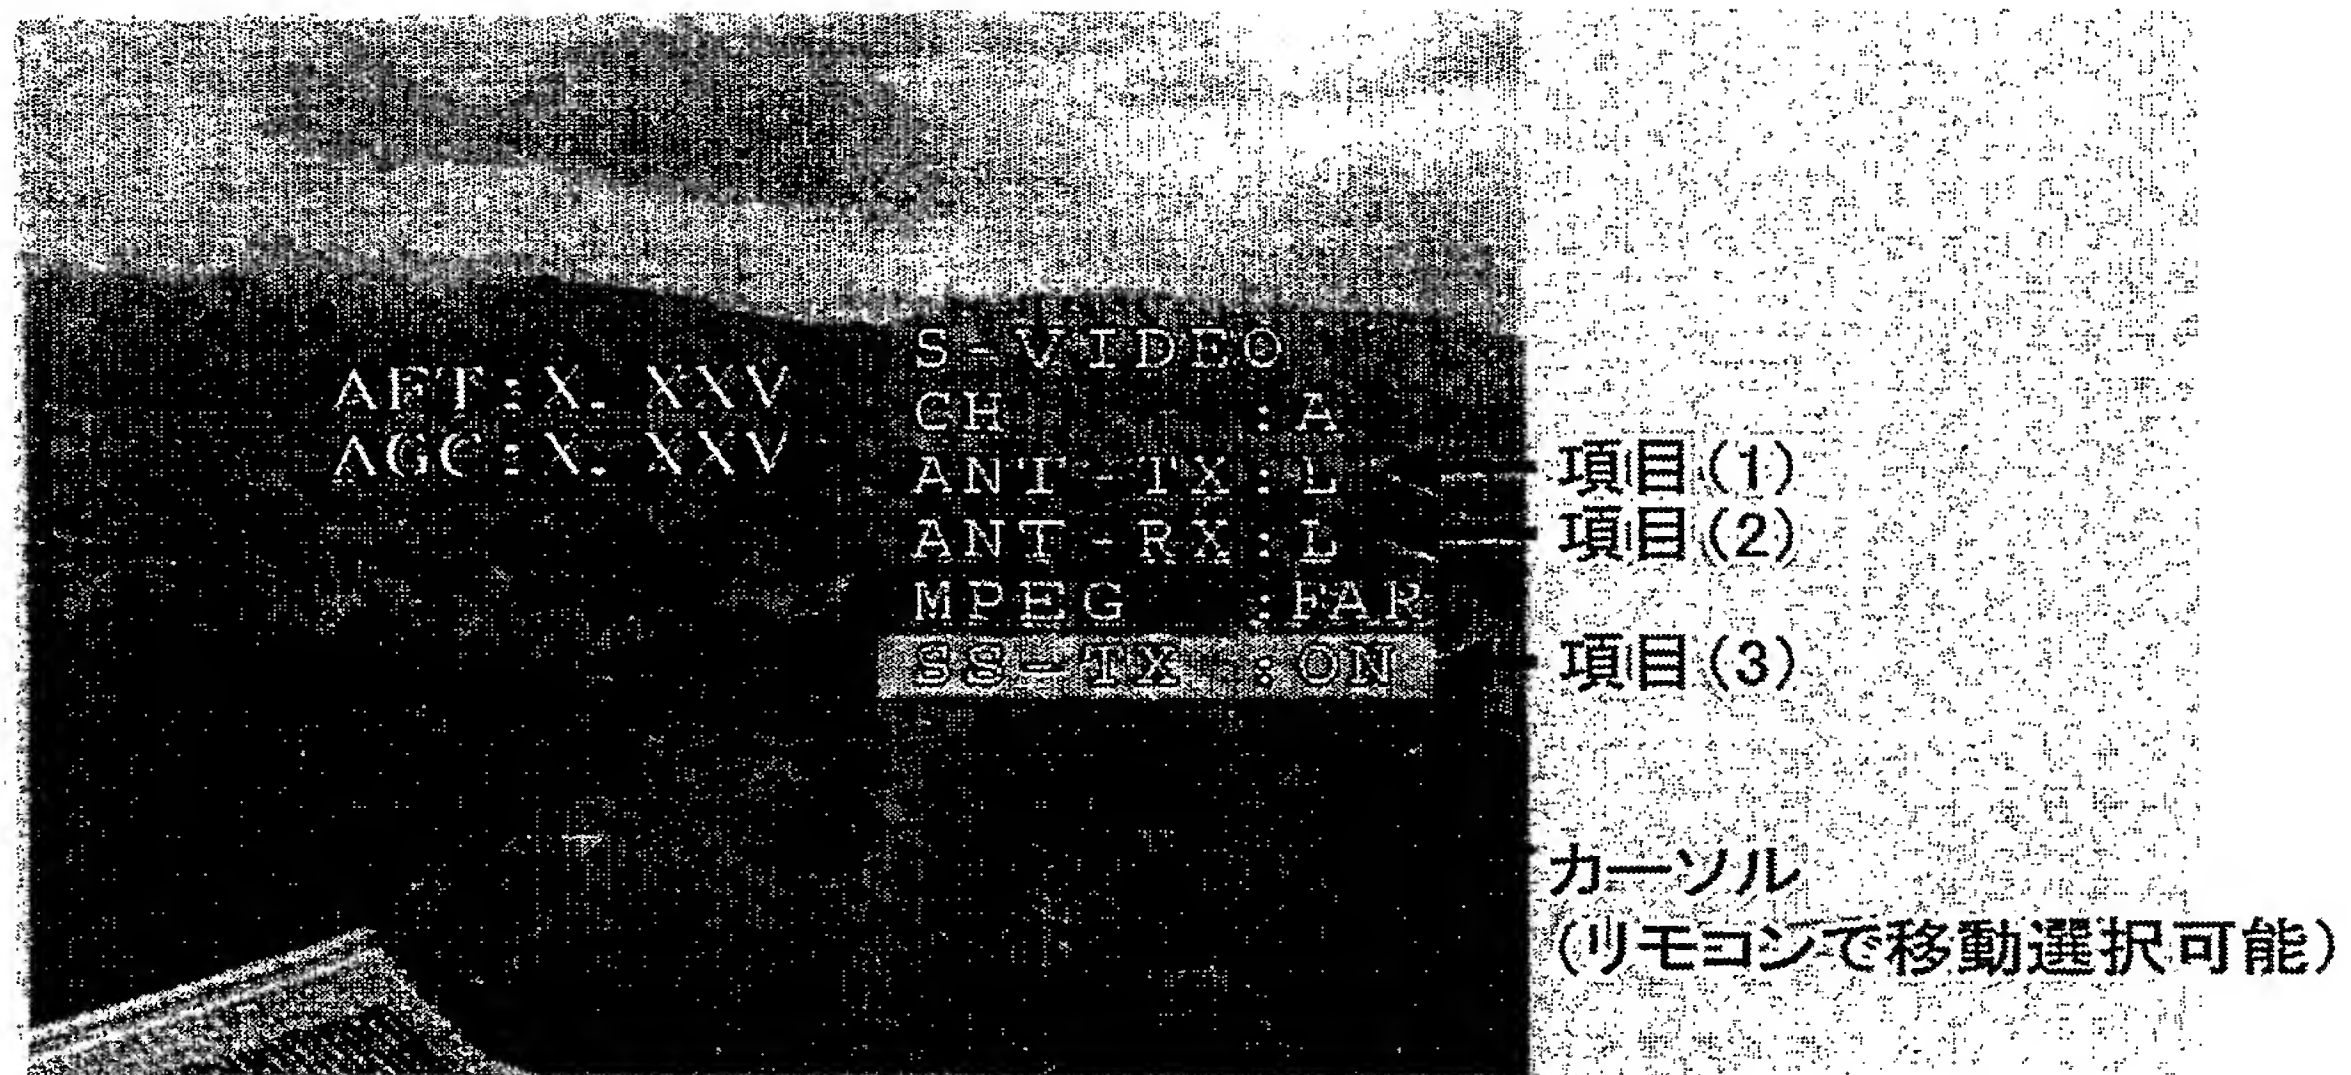 AFT:X. XXV
AGC:X. XXV
S-VIDEO
CH :A
ANT-TX:L
ANT-RX:L
MPEG :FAR
SS-TX :ON
項目(1)
項目(2)
項目(3)
カーソル
(リモコンで移動選択可能)